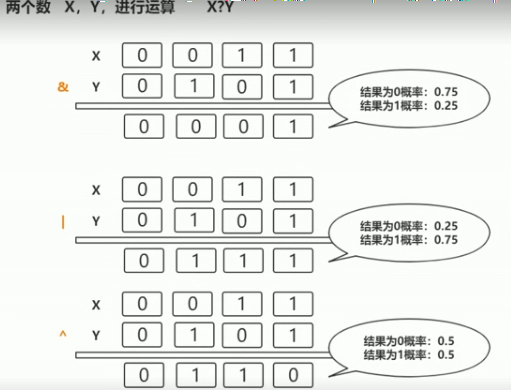 两个数 X，Y，进行运算 X?Y
X 0 0 1 1
& Y 0 1 0 1
0 0 0 1
结果为0概率：0.75
结果为1概率：0.25
X 0 0 1 1
| Y 0 1 0 1
0 1 1 1
结果为0概率：0.25
结果为1概率：0.75
X 0 0 1 1
^ Y 0 1 0 1
0 1 1 0
结果为0概率：0.5
结果为1概率：0.5